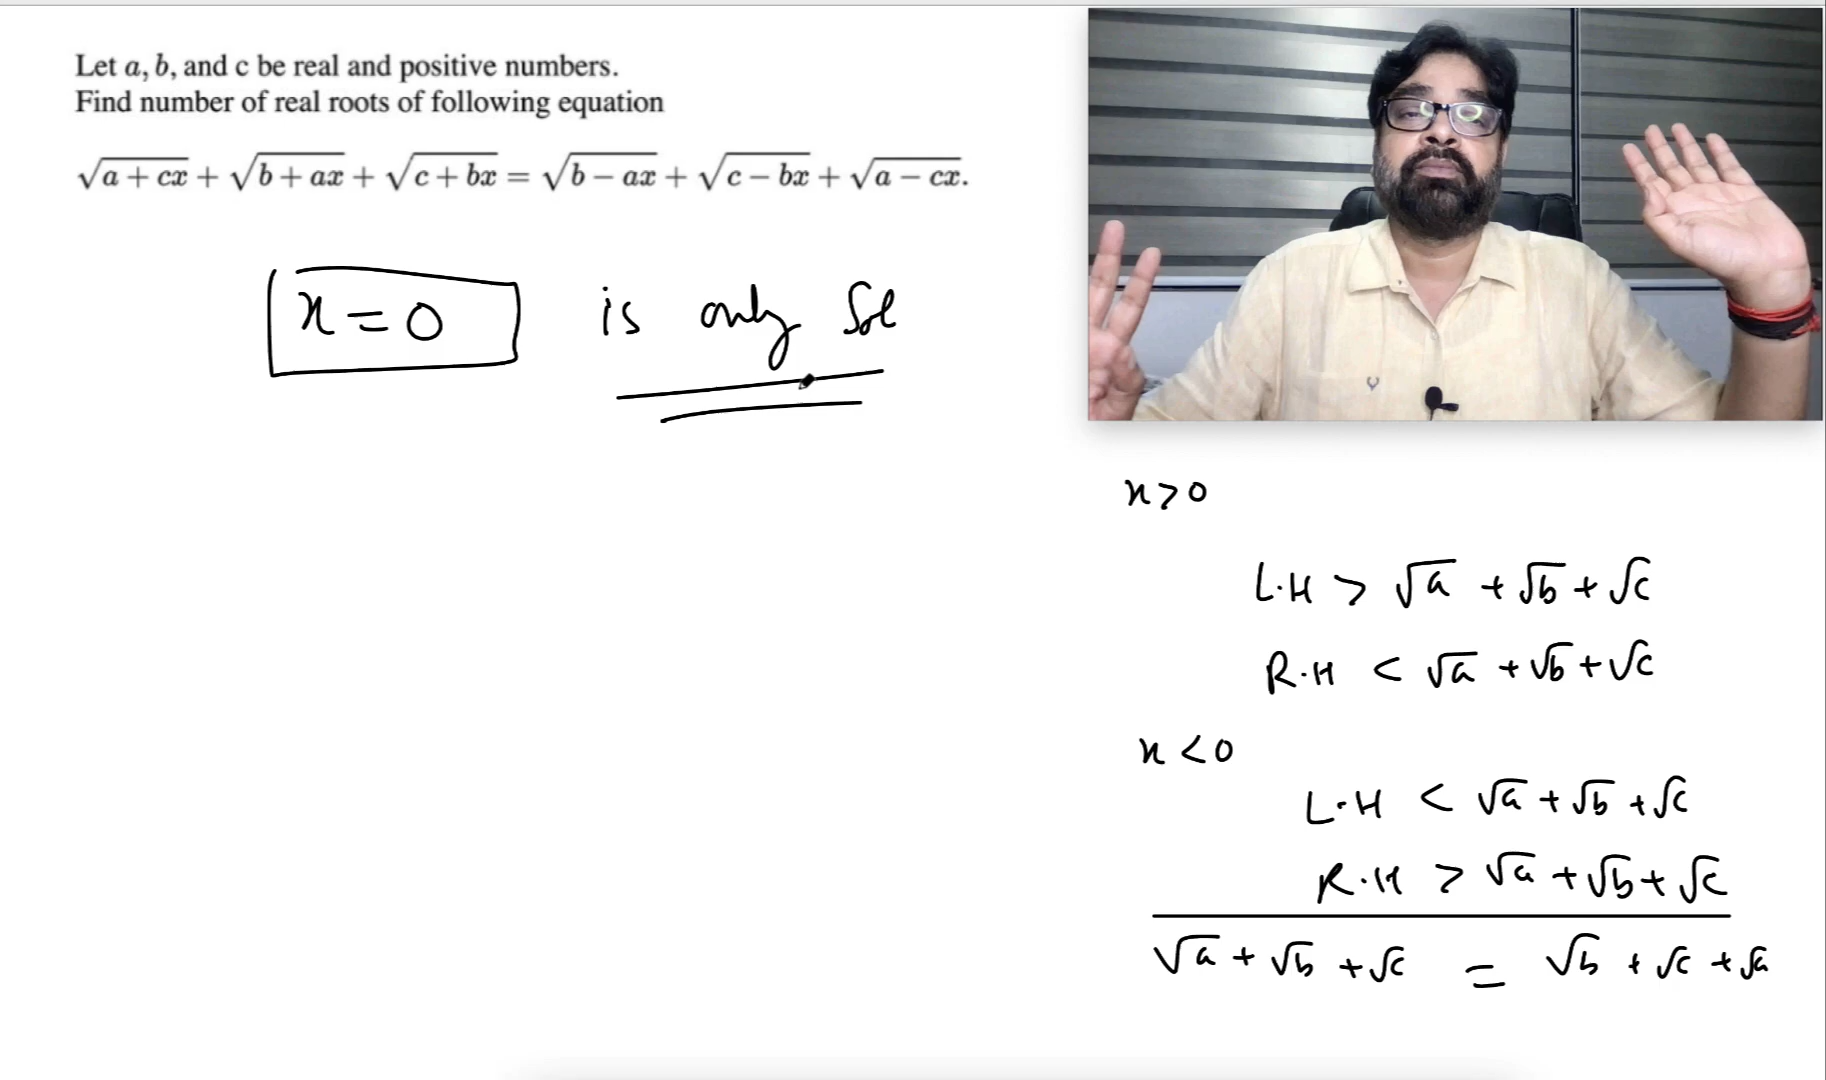 Let a, b, and c be real and positive numbers.
Find number of real roots of following equation
√(a + cx) + √(b + ax) + √(c + bx) = √(b − ax) + √(c − bx) + √(a − cx).
x = 0 is only Sol
x > 0
L.H > √a + √b + √c
R.H < √a + √b + √c
x < 0
L.H < √a + √b + √c
R.H > √a + √b + √c
√a + √b + √c = √b + √c + √a